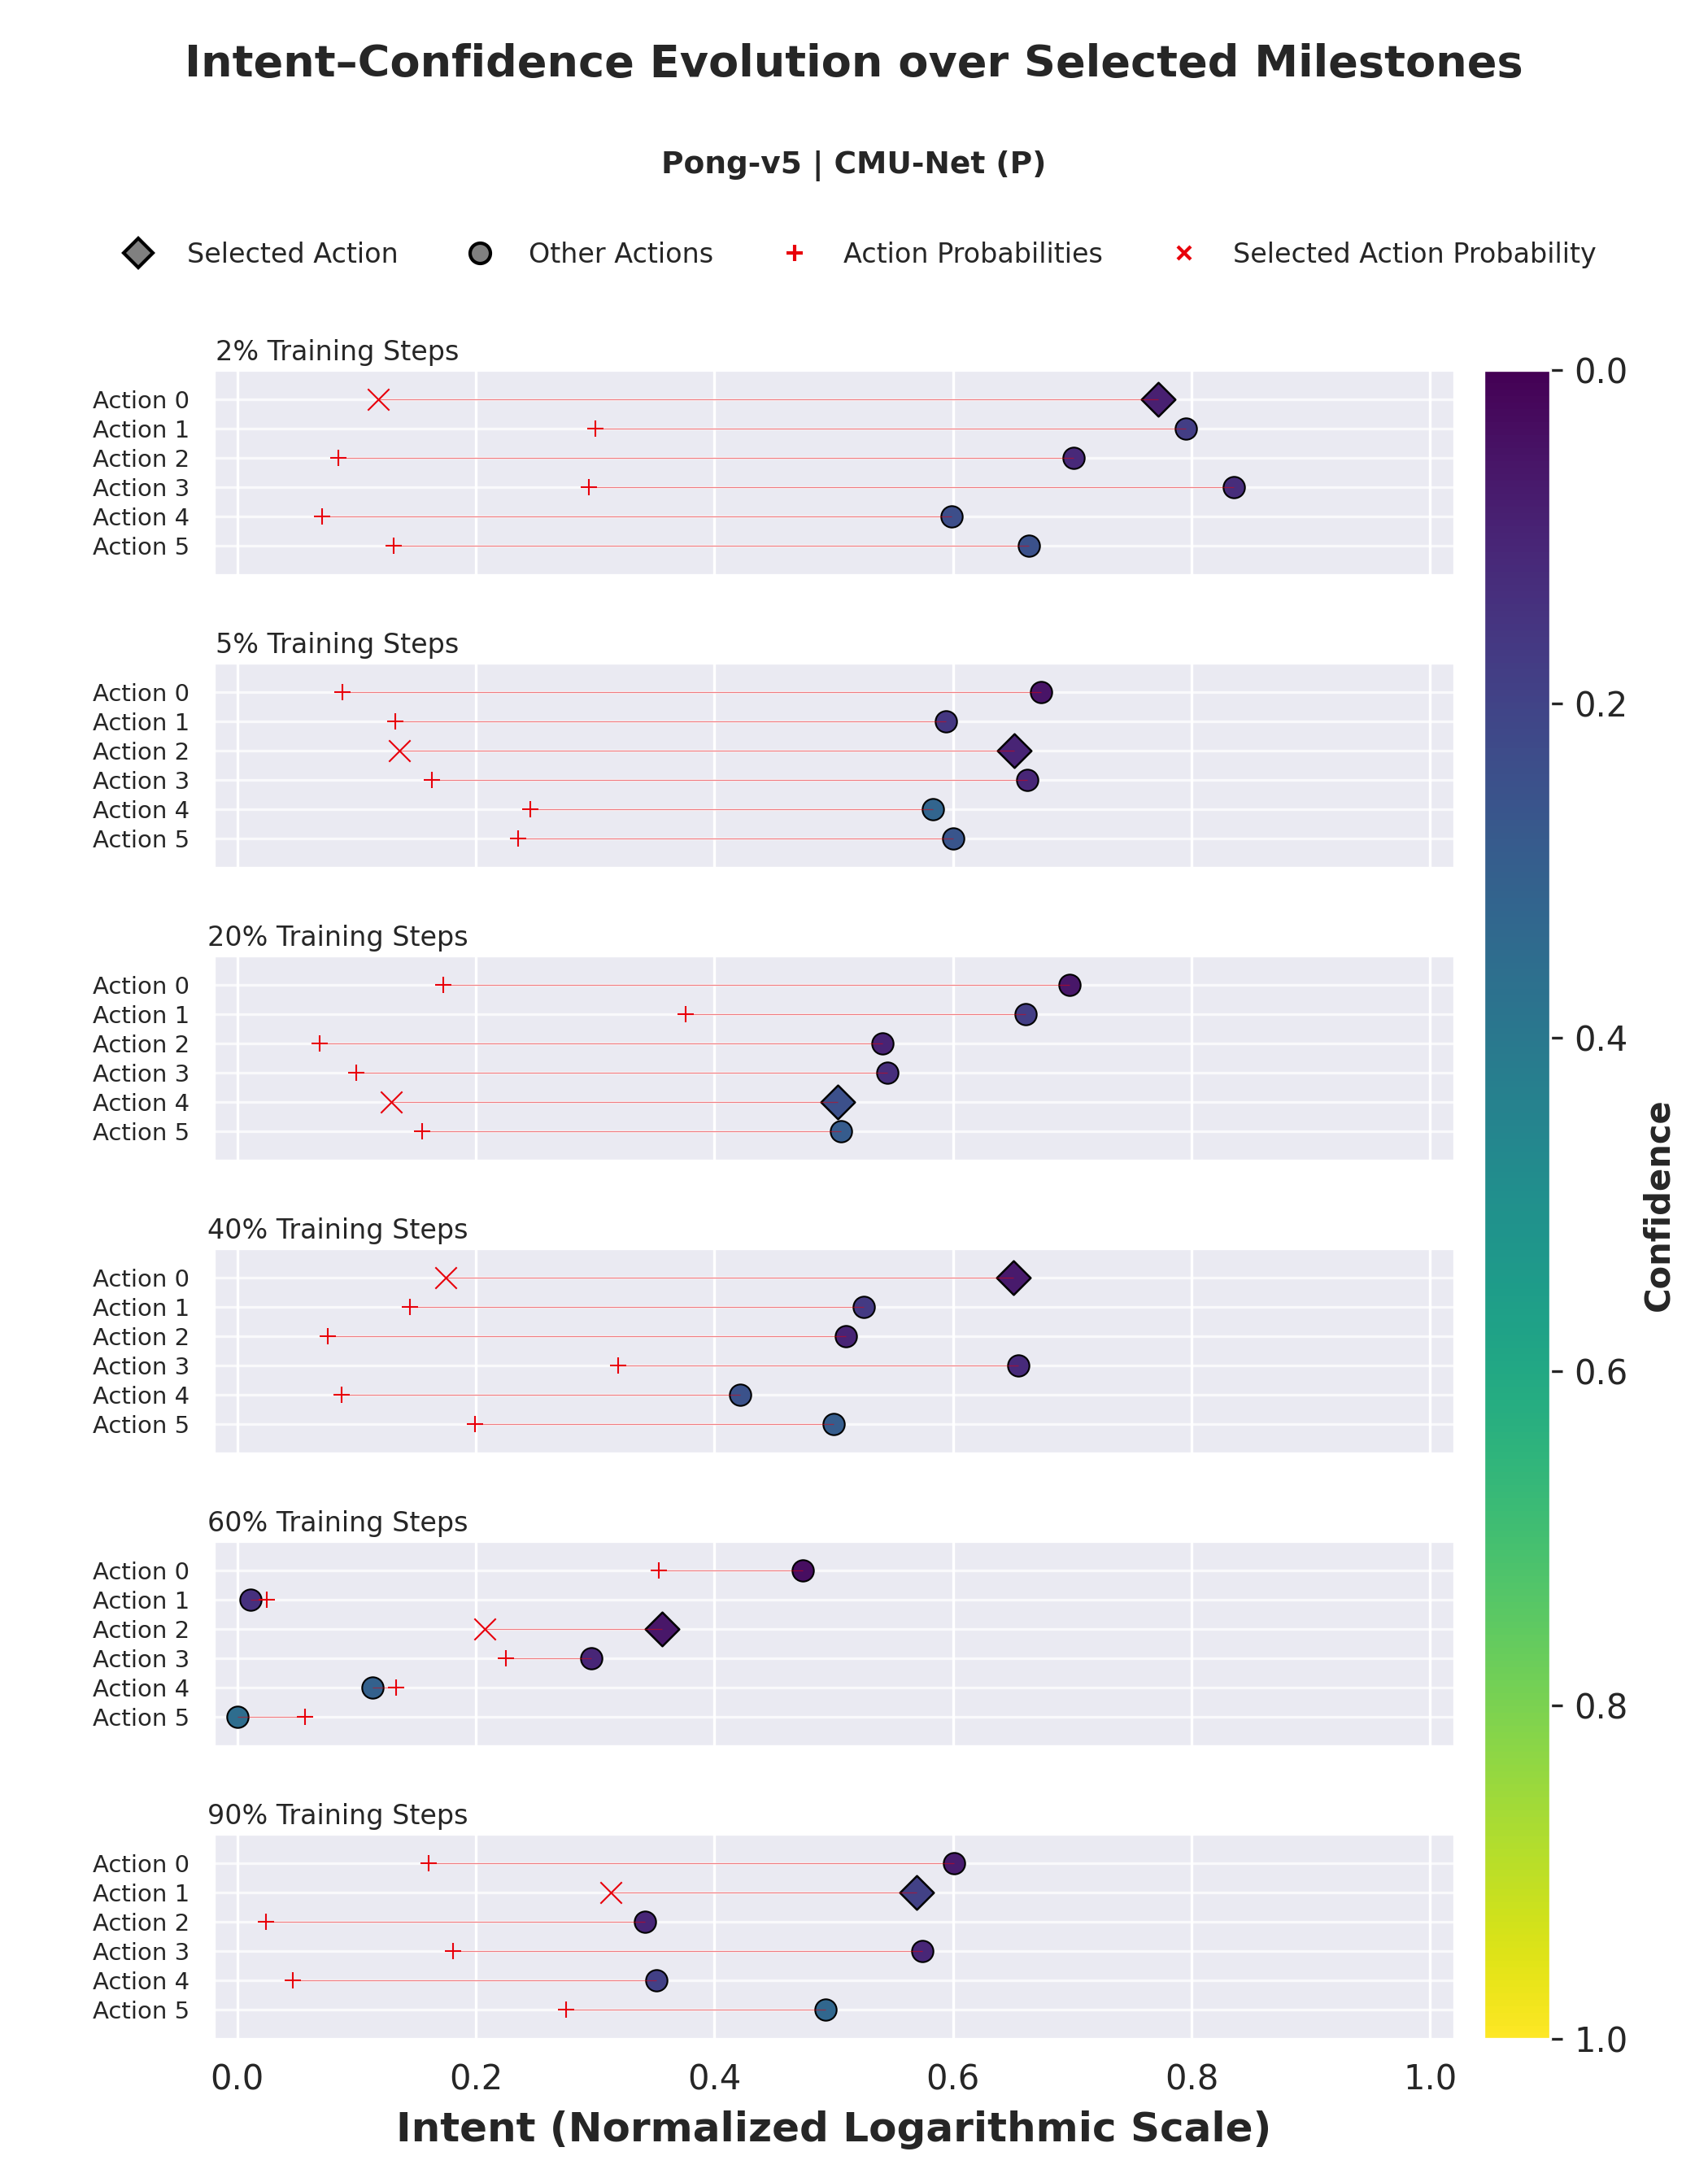 Intent–Confidence Evolution over Selected Milestones
Pong-v5 | CMU-Net (P)
Selected Action
Other Actions
Action Probabilities
Selected Action Probability
2% Training Steps
Action 0
Action 1
Action 2
Action 3
Action 4
Action 5
5% Training Steps
Action 0
Action 1
Action 2
Action 3
Action 4
Action 5
20% Training Steps
Action 0
Action 1
Action 2
Action 3
Action 4
Action 5
40% Training Steps
Action 0
Action 1
Action 2
Action 3
Action 4
Action 5
60% Training Steps
Action 0
Action 1
Action 2
Action 3
Action 4
Action 5
90% Training Steps
Action 0
Action 1
Action 2
Action 3
Action 4
Action 5
0.0 0.2 0.4 0.6 0.8 1.0
Intent (Normalized Logarithmic Scale)
0.0
0.2
0.4
0.6
0.8
1.0
Confidence